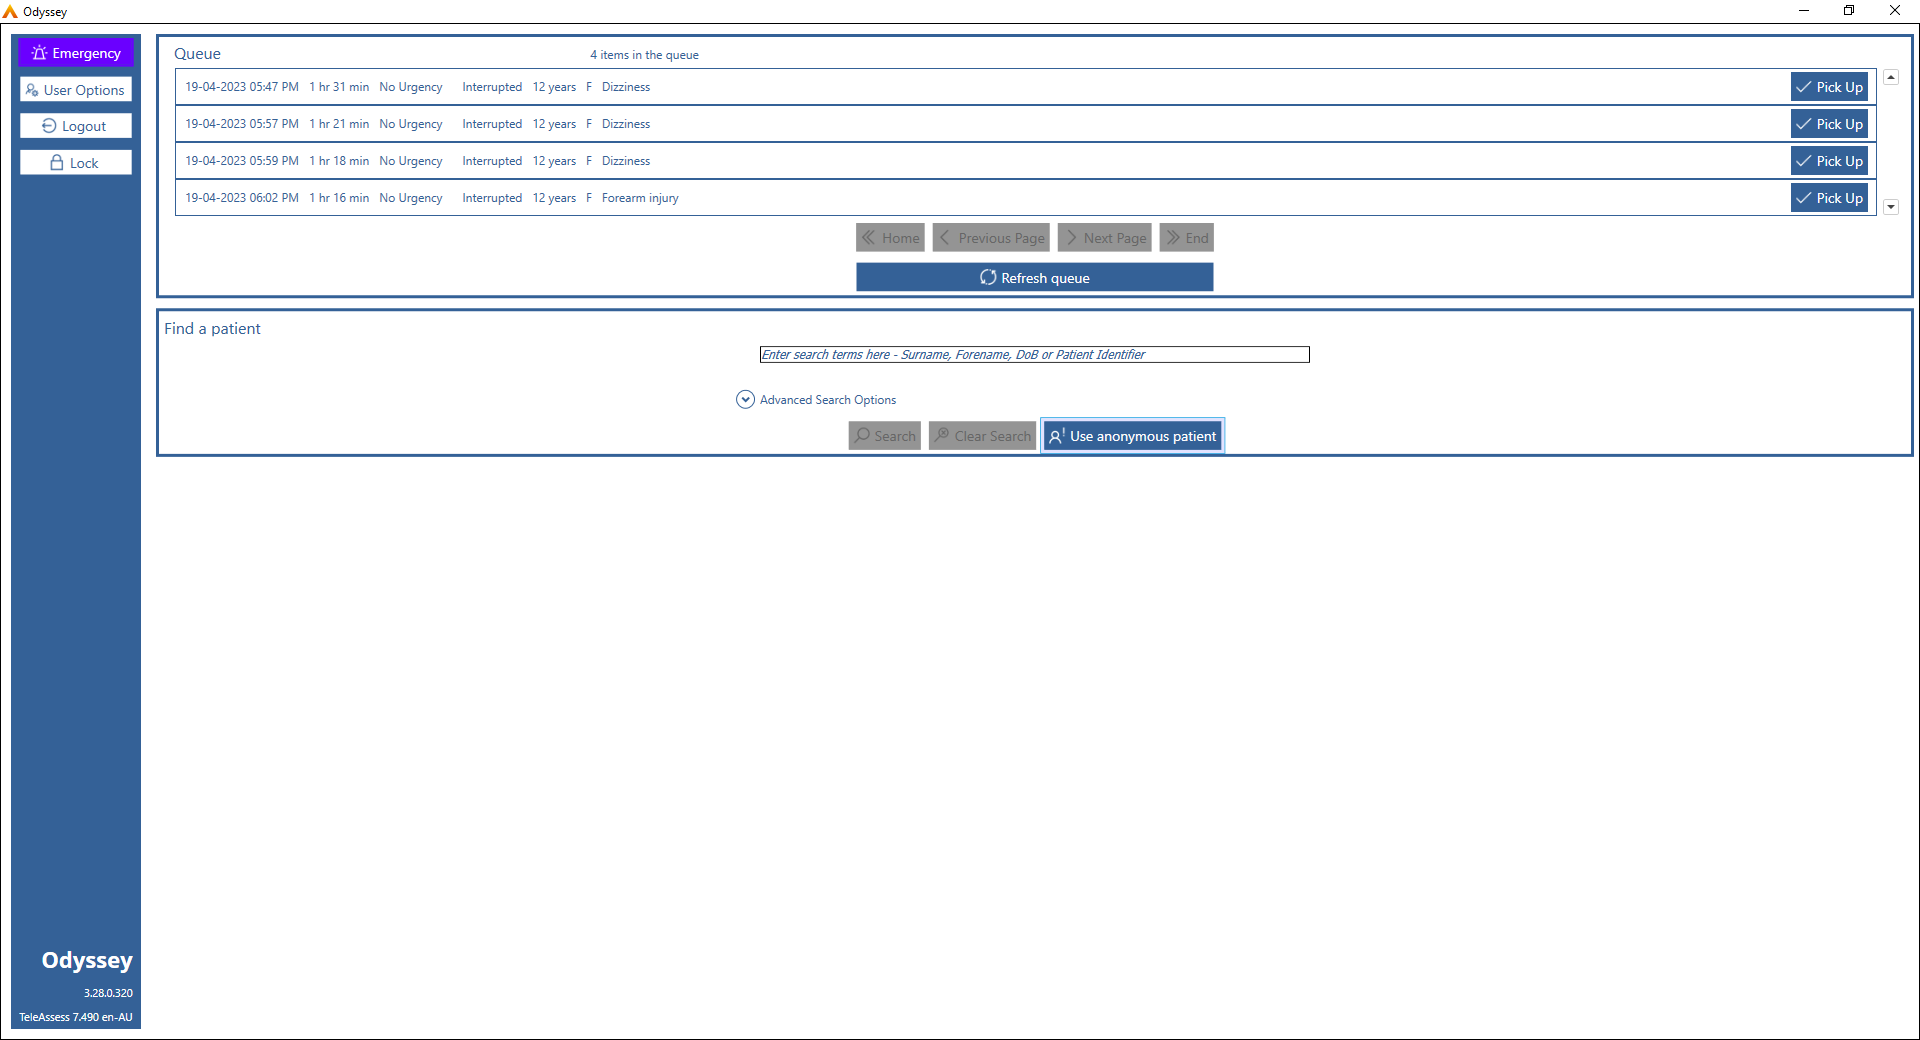 Odyssey
Emergency
User Options
Logout
Lock
Queue 4 items in the queue
19-04-2023 05:47 PM 1 hr 31 min No Urgency Interrupted 12 years F Dizziness Pick Up
19-04-2023 05:57 PM 1 hr 21 min No Urgency Interrupted 12 years F Dizziness Pick Up
19-04-2023 05:59 PM 1 hr 18 min No Urgency Interrupted 12 years F Dizziness Pick Up
19-04-2023 06:02 PM 1 hr 16 min No Urgency Interrupted 12 years F Forearm injury Pick Up
Home Previous Page Next Page End
Refresh queue
Find a patient
Enter search terms here - Surname, Forename, DoB or Patient Identifier
Advanced Search Options
Search Clear Search Use anonymous patient
Odyssey
3.28.0.320
TeleAssess 7.490 en-AU